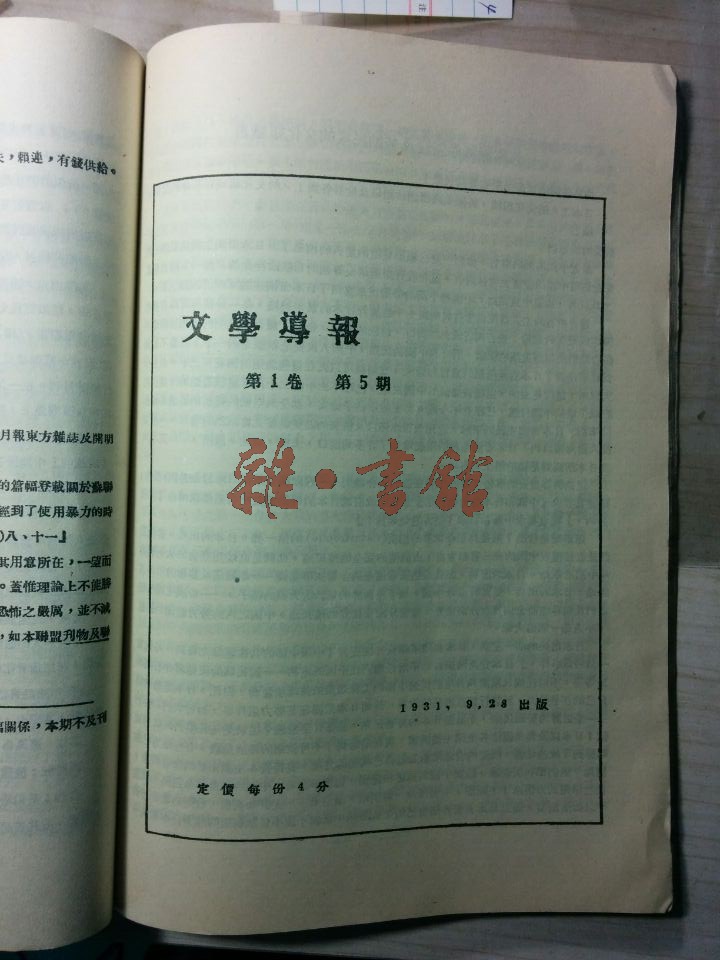 ，賴連，有錢供給。
月報東方雜誌及開明
的篇幅登載關於蘇聯
經到了使用暴力的時
)八、十一』
其用意所在，一望而
。蓋惟理論上不能勝
恐怖之嚴厲，並不減
，如本聯盟刊物及聯
關係，本期不及刊
文學導報
第1卷 第5期
雜·書館
1931、9,28 出版
定價每份4分